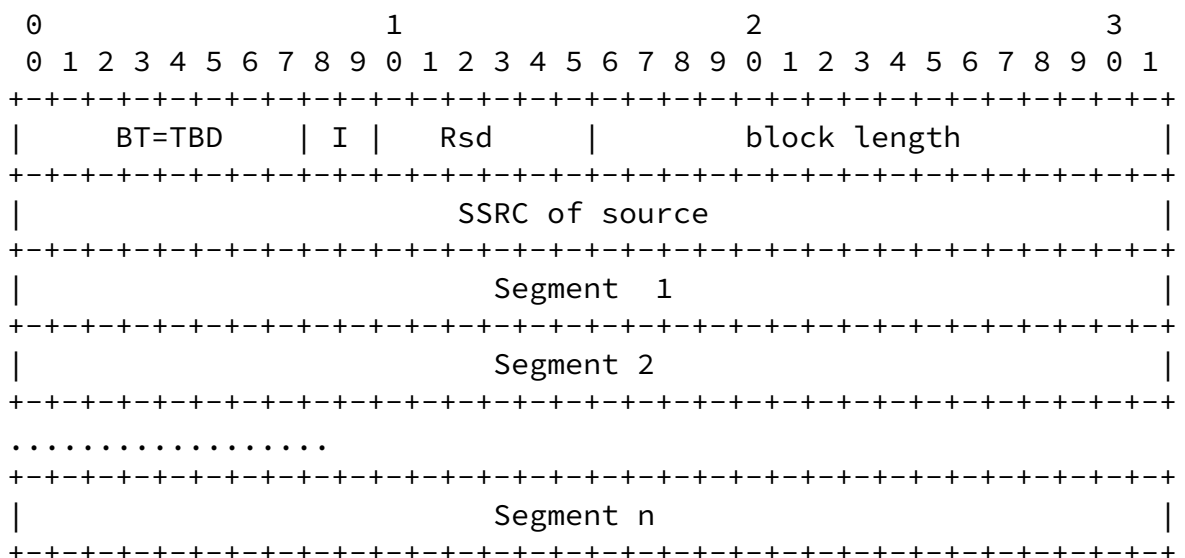 0                   1                   2                   3
 0 1 2 3 4 5 6 7 8 9 0 1 2 3 4 5 6 7 8 9 0 1 2 3 4 5 6 7 8 9 0 1
+-+-+-+-+-+-+-+-+-+-+-+-+-+-+-+-+-+-+-+-+-+-+-+-+-+-+-+-+-+-+-+-+
|     BT=TBD    | I |   Rsd     |        block length           |
+-+-+-+-+-+-+-+-+-+-+-+-+-+-+-+-+-+-+-+-+-+-+-+-+-+-+-+-+-+-+-+-+
|                        SSRC of source                         |
+-+-+-+-+-+-+-+-+-+-+-+-+-+-+-+-+-+-+-+-+-+-+-+-+-+-+-+-+-+-+-+-+
|                          Segment  1                           |
+-+-+-+-+-+-+-+-+-+-+-+-+-+-+-+-+-+-+-+-+-+-+-+-+-+-+-+-+-+-+-+-+
|                          Segment 2                            |
+-+-+-+-+-+-+-+-+-+-+-+-+-+-+-+-+-+-+-+-+-+-+-+-+-+-+-+-+-+-+-+-+
..................
+-+-+-+-+-+-+-+-+-+-+-+-+-+-+-+-+-+-+-+-+-+-+-+-+-+-+-+-+-+-+-+-+
|                          Segment n                            |
+-+-+-+-+-+-+-+-+-+-+-+-+-+-+-+-+-+-+-+-+-+-+-+-+-+-+-+-+-+-+-+-+